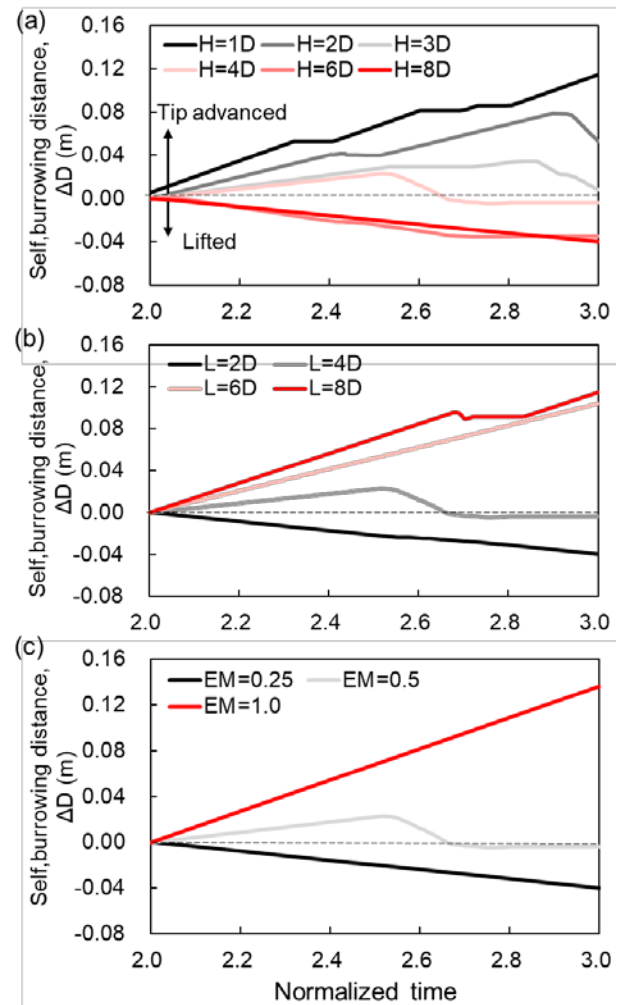 (a)
H=1D H=2D H=3D
H=4D H=6D H=8D
Tip advanced
Lifted
Self,burrowing distance,
ΔD (m)
0.16
0.12
0.08
0.04
0.00
-0.04
-0.08
2.0 2.2 2.4 2.6 2.8 3.0
(b)
L=2D L=4D
L=6D L=8D
Self,burrowing distance,
ΔD (m)
0.16
0.12
0.08
0.04
0.00
-0.04
-0.08
2.0 2.2 2.4 2.6 2.8 3.0
(c)
EM=0.25 EM=0.5
EM=1.0
Self,burrowing distance,
ΔD (m)
0.16
0.12
0.08
0.04
0.00
-0.04
-0.08
2.0 2.2 2.4 2.6 2.8 3.0
Normalized time